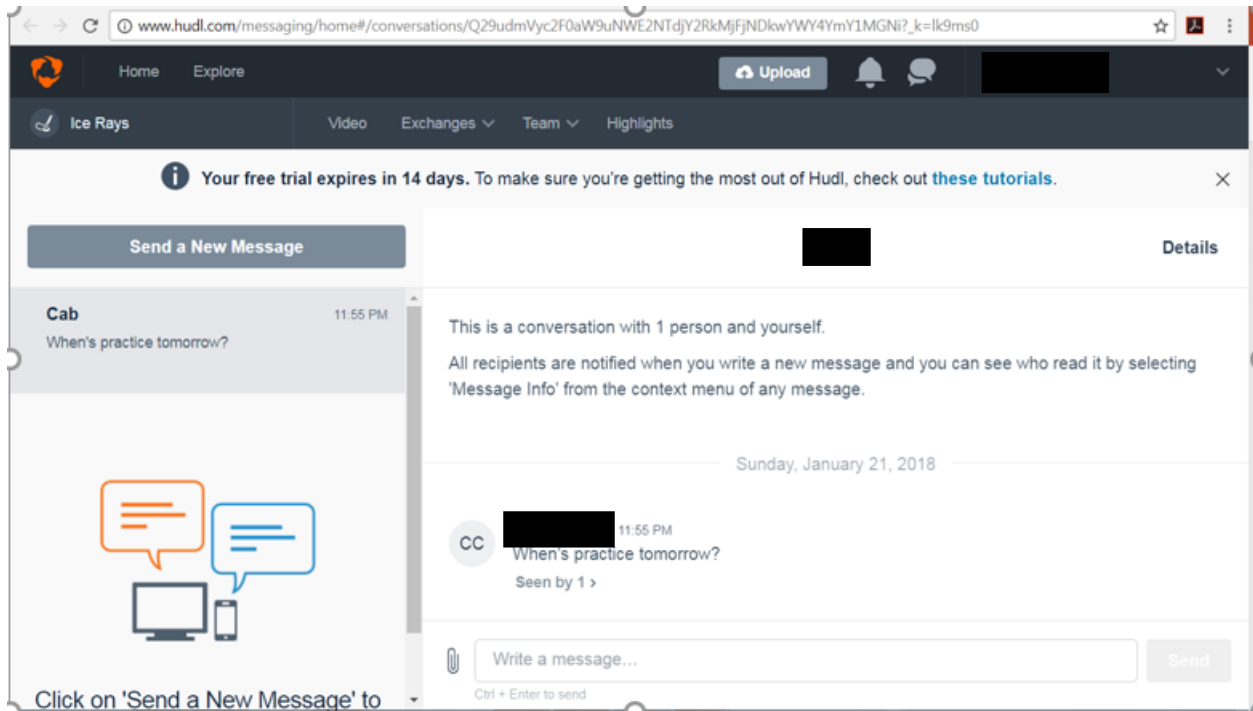 www.hudl.com/messaging/home#/conversations/Q29udmVyc2F0aW9uNWE2NTdjY2RkMjFjNDkwYWY4YmY1MGNi?_k=lk9ms0
Home Explore Upload
Ice Rays Video Exchanges Team Highlights
Your free trial expires in 14 days. To make sure you're getting the most out of Hudl, check out these tutorials.
Send a New Message
Details
Cab 11:55 PM
When's practice tomorrow?
This is a conversation with 1 person and yourself.
All recipients are notified when you write a new message and you can see who read it by selecting
'Message Info' from the context menu of any message.
Sunday, January 21, 2018
CC 11:55 PM
When's practice tomorrow?
Seen by 1 >
Write a message...
Send
Ctrl + Enter to send
Click on 'Send a New Message' to